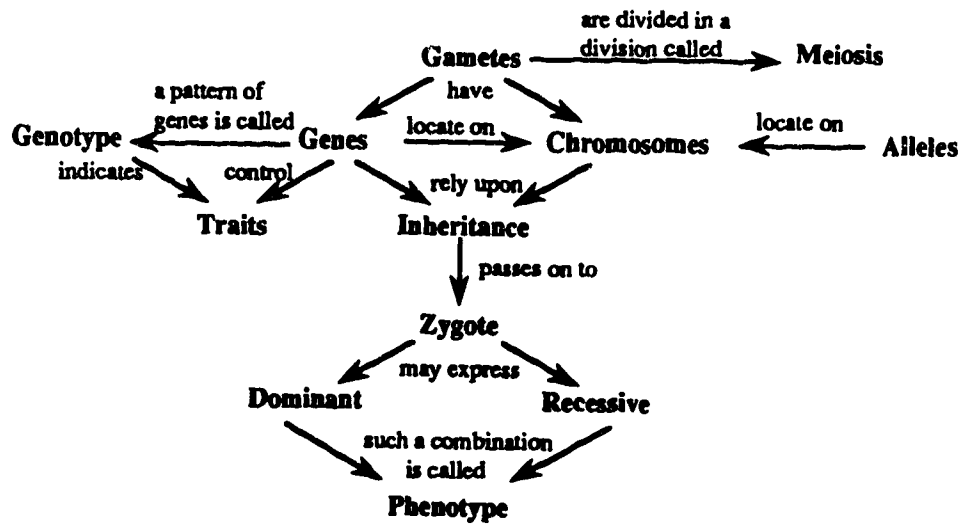 are divided in a
division called
Gametes
Meiosis
have
a pattern of
genes is called
Genotype
Genes
locate on
Chromosomes
locate on
Alleles
indicates
control
rely upon
Traits
Inheritance
passes on to
Zygote
may express
Dominant
Recessive
such a combination
is called
Phenotype